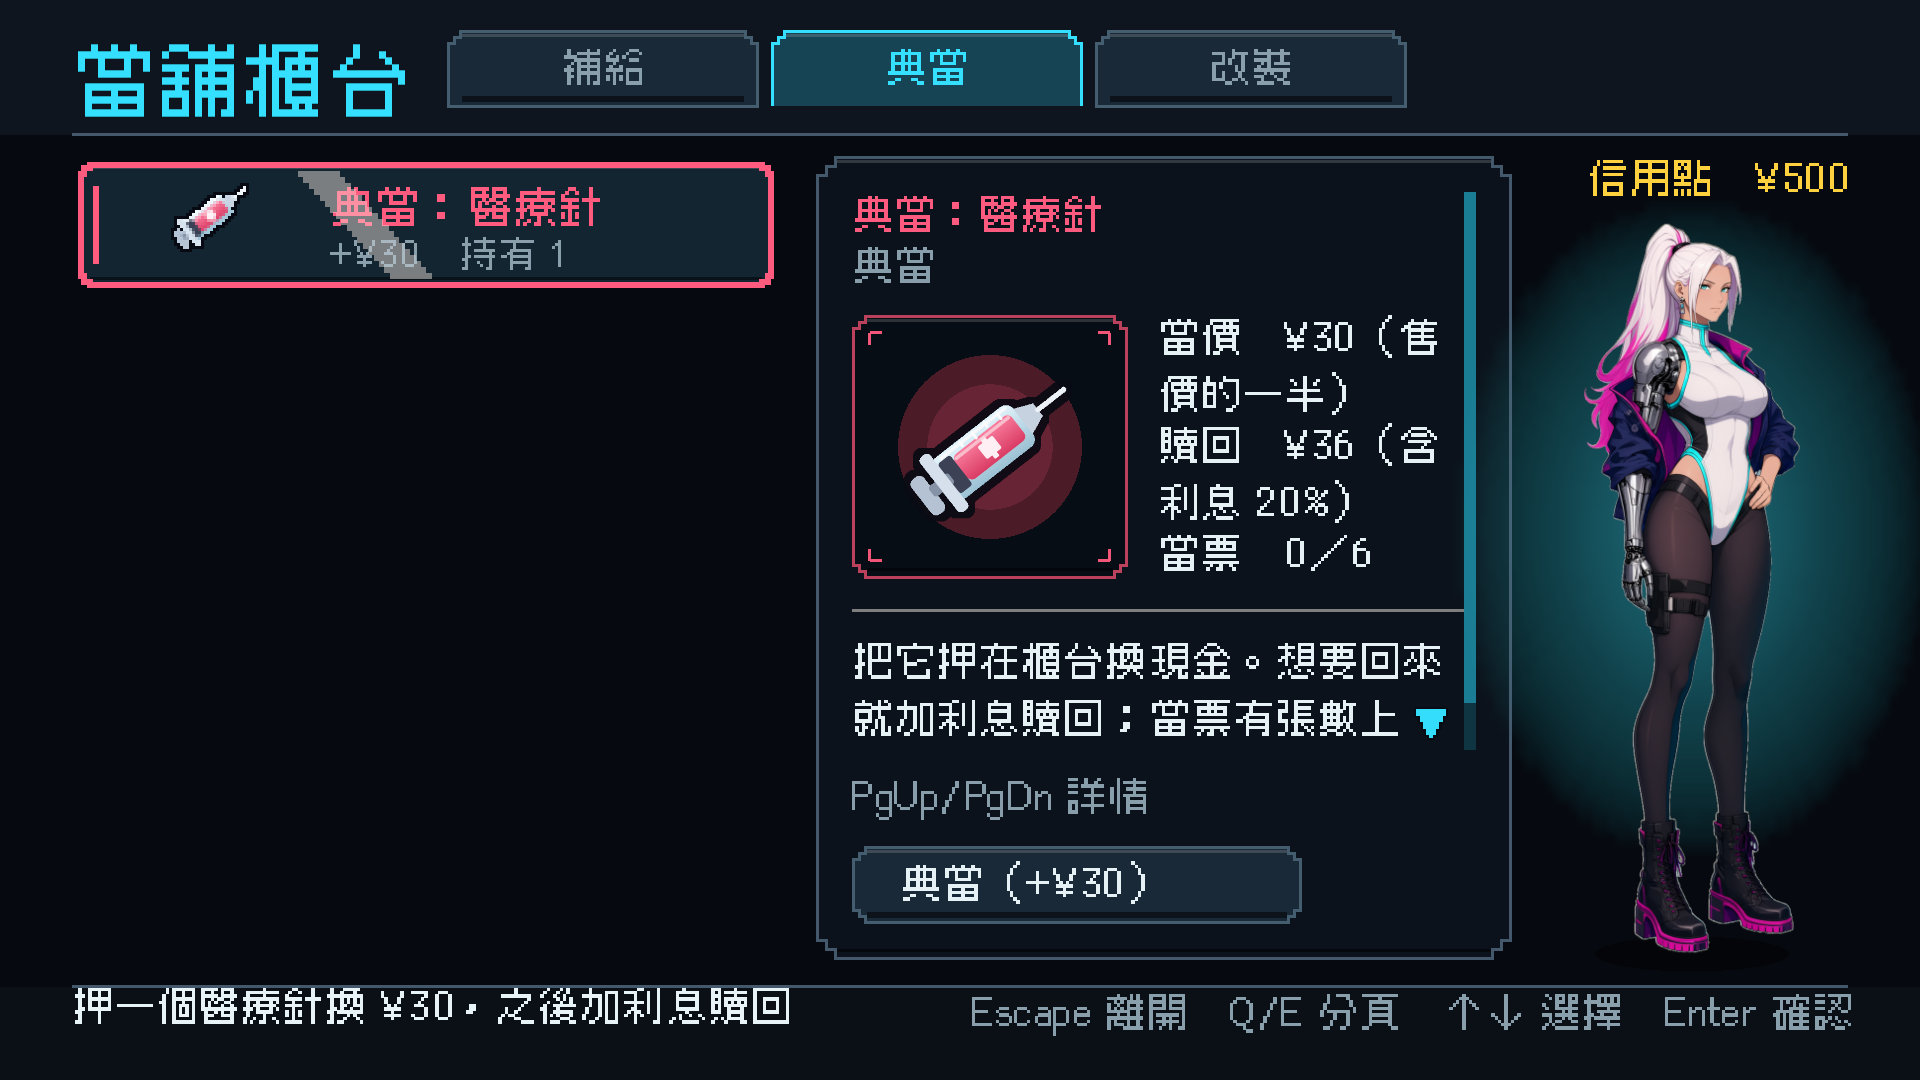 當舖櫃台
補給
典當
改裝
信用點 ¥500
典當：醫療針
+¥30 持有 1
典當：醫療針
典當
當價 ¥30（售
價的一半）
贖回 ¥36（含
利息 20%）
當票 0／6
把它押在櫃台換現金。想要回來
就加利息贖回；當票有張數上
PgUp/PgDn 詳情
典當（+¥30）
押一個醫療針換 ¥30，之後加利息贖回
Escape 離開 Q/E 分頁 ↑↓ 選擇 Enter 確認